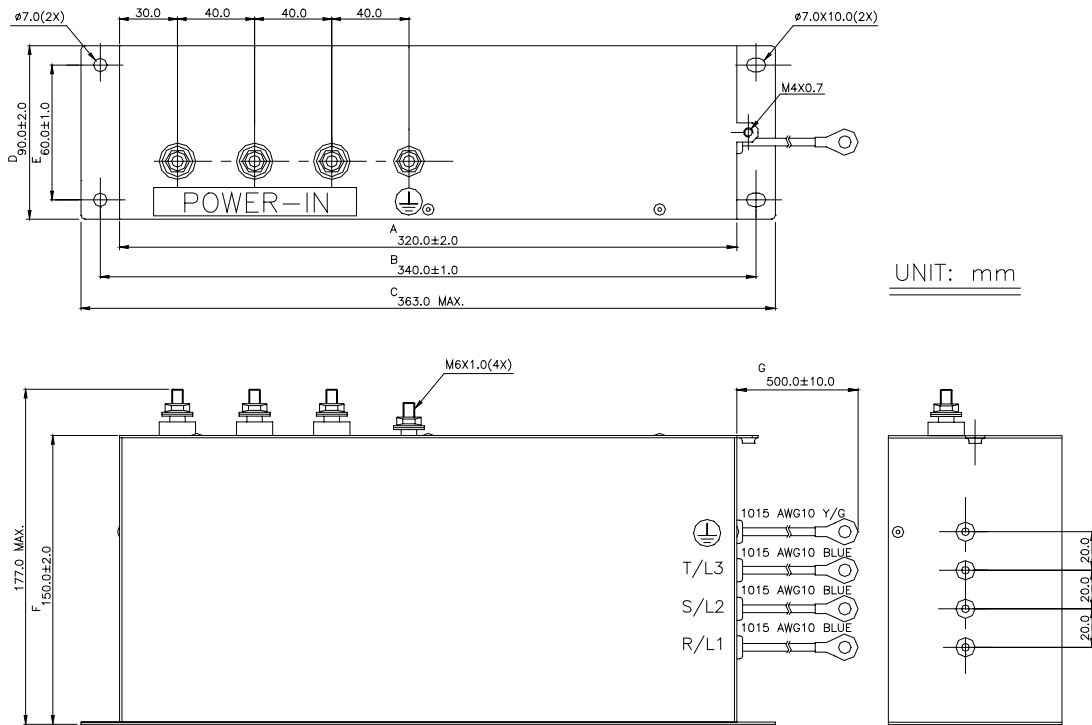 ø7.0(2X)
30.0
40.0
40.0
40.0
ø7.0X10.0(2X)
M4X0.7
D 90.0±2.0
E 60.0±1.0
POWER-IN
A 320.0±2.0
B 340.0±1.0
C 363.0 MAX.
UNIT: mm
M6X1.0(4X)
G 500.0±10.0
177.0 MAX.
F 150.0±2.0
1015 AWG10 Y/G
T/L3
1015 AWG10 BLUE
S/L2
1015 AWG10 BLUE
R/L1
1015 AWG10 BLUE
20.0
20.0
20.0